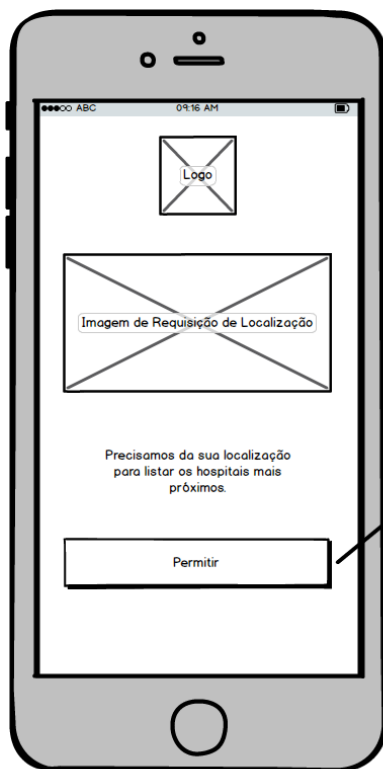 ABC
09:16 AM
Logo
Imagem de Requisição de Localização
Precisamos da sua localização
para listar os hospitais mais
próximos.
Permitir